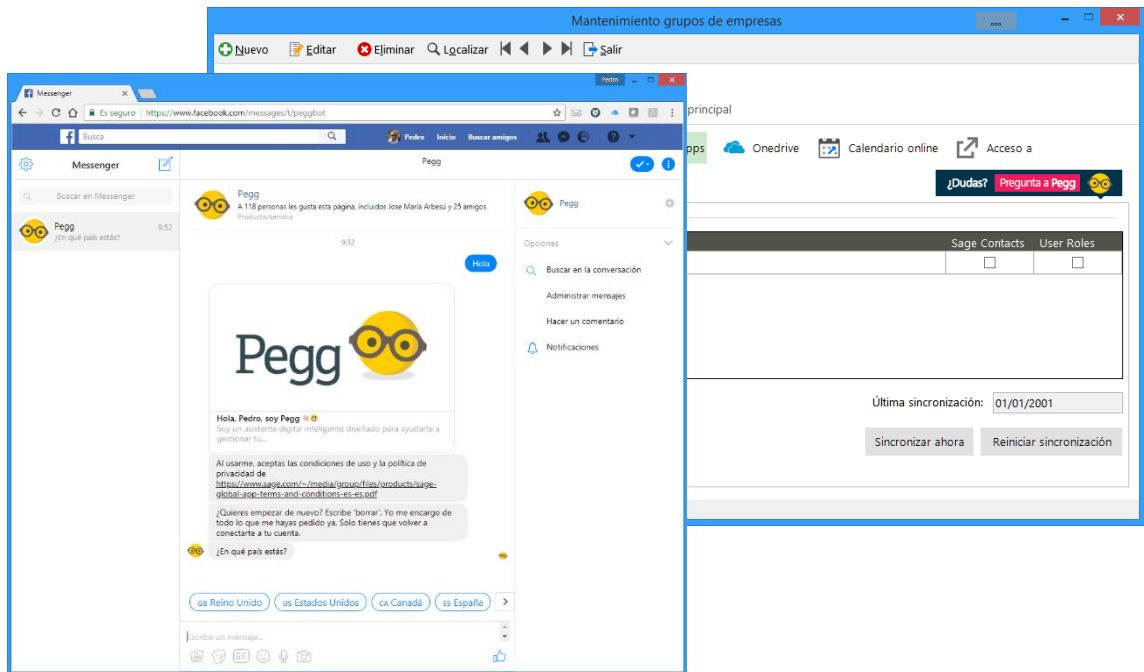 Mantenimiento grupos de empresas
Nuevo Editar Eliminar Localizar Salir
principal
pps Onedrive Calendario online Acceso a
¿Dudas? Pregunta a Pegg
Sage Contacts User Roles
Última sincronización: 01/01/2001
Sincronizar ahora Reiniciar sincronización
Pedro
Messenger
Es seguro https://www.facebook.com/messages/t/peggbot
Busca
Pedro Inicio Buscar amigos
Messenger
Pegg
Buscar en Messenger
Pegg 9:52
¿En qué país estás?
Pegg
A 118 personas les gusta esta página, incluidos Jose María Arbesú y 25 amigos
Producto/servicio
9:52
Hola
Pegg
Hola, Pedro, soy Pegg
Soy un asistente digital inteligente diseñado para ayudarte a
gestionar tu...
Al usarme, aceptas las condiciones de uso y la política de
privacidad de
https://www.sage.com/~/media/group/files/products/sage-
global-app-terms-and-conditions-es-es.pdf
¿Quieres empezar de nuevo? Escribe 'borrar'. Yo me encargo de
todo lo que me hayas pedido ya. Solo tienes que volver a
conectarte a tu cuenta.
¿En qué país estás?
GB Reino Unido US Estados Unidos CA Canadá ES España
Escribe un mensaje...
GIF
Pegg
Opciones
Buscar en la conversación
Administrar mensajes
Hacer un comentario
Notificaciones